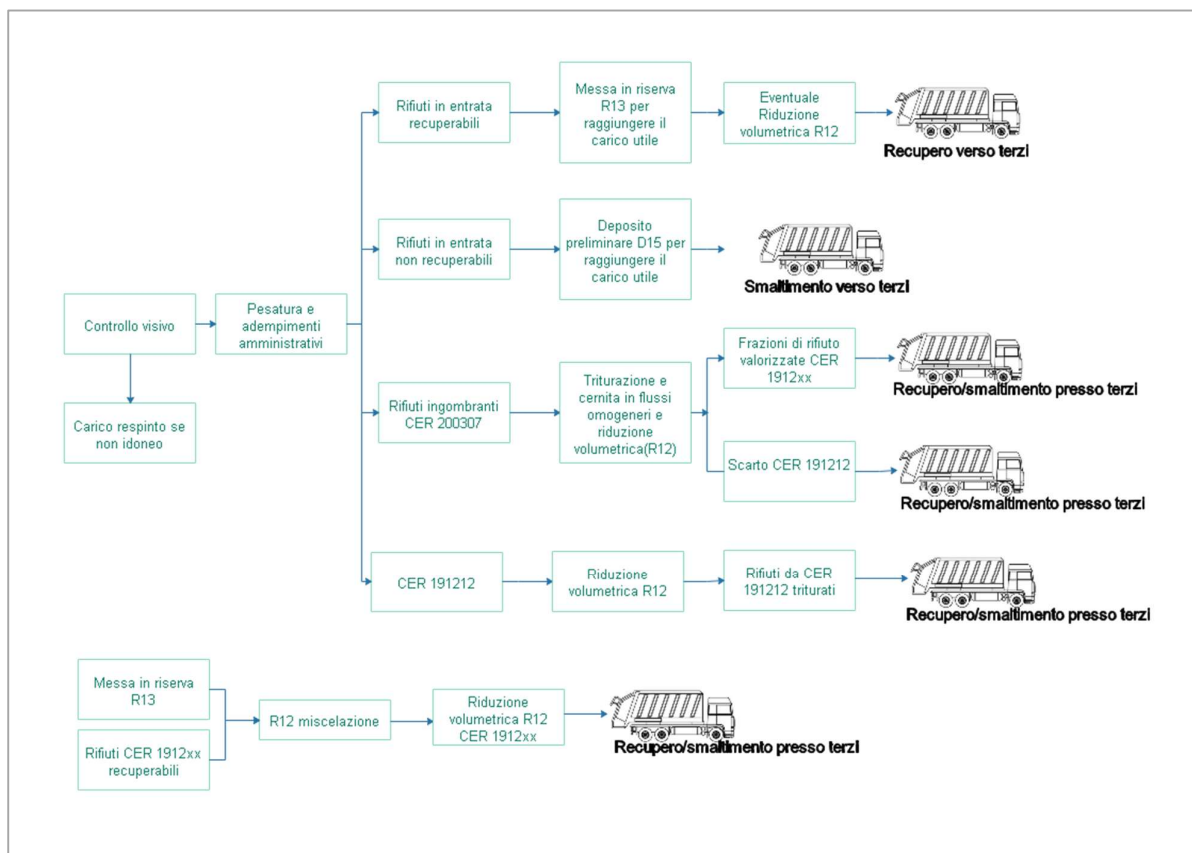 Rifiuti in entrata
recuperabili
Messa in riserva
R13 per
raggiungere il
carico utile
Eventuale
Riduzione
volumetrica R12
Recupero verso terzi
Rifiuti in entrata
non recuperabili
Deposito
preliminare D15 per
raggiungere il
carico utile
Smaltimento verso terzi
Controllo visivo
Pesatura e
adempimenti
amministrativi
Carico respinto se
non idoneo
Rifiuti ingombranti
CER 200307
Triturazione e
cernita in flussi
omogeneri e
riduzione
volumetrica(R12)
Frazioni di rifiuto
valorizzate CER
1912xx
Recupero/smaltimento presso terzi
Scarto CER 191212
Recupero/smaltimento presso terzi
CER 191212
Riduzione
volumetrica R12
Rifiuti da CER
191212 triturati
Recupero/smaltimento presso terzi
Messa in riserva
R13
Rifiuti CER 1912xx
recuperabili
R12 miscelazione
Riduzione
volumetrica R12
CER 1912xx
Recupero/smaltimento presso terzi